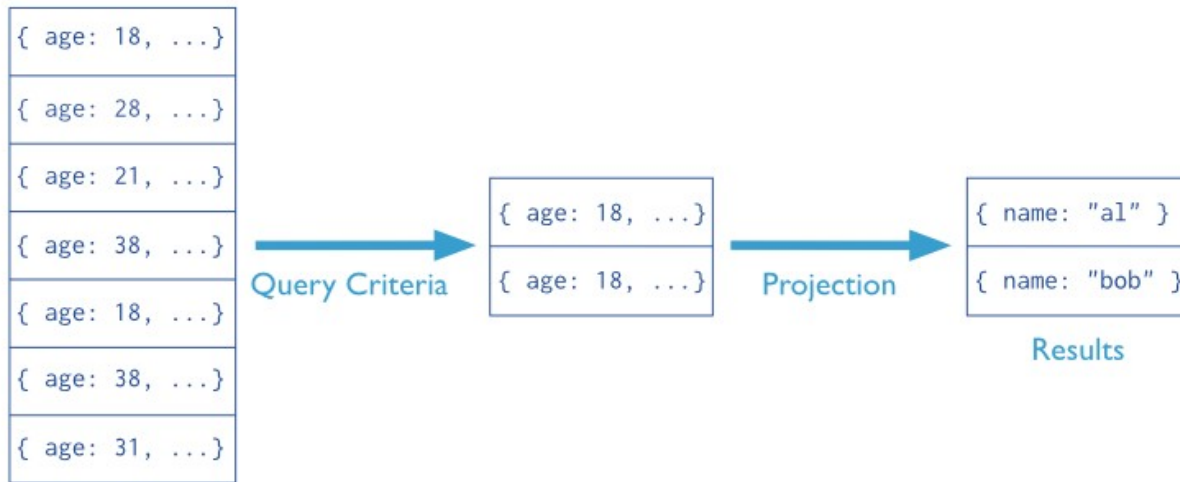 { age: 18, ...}
{ age: 28, ...}
{ age: 21, ...}
{ age: 38, ...}
{ age: 18, ...}
{ age: 38, ...}
{ age: 31, ...}
Query Criteria
{ age: 18, ...}
{ age: 18, ...}
Projection
{ name: "al" }
{ name: "bob" }
Results